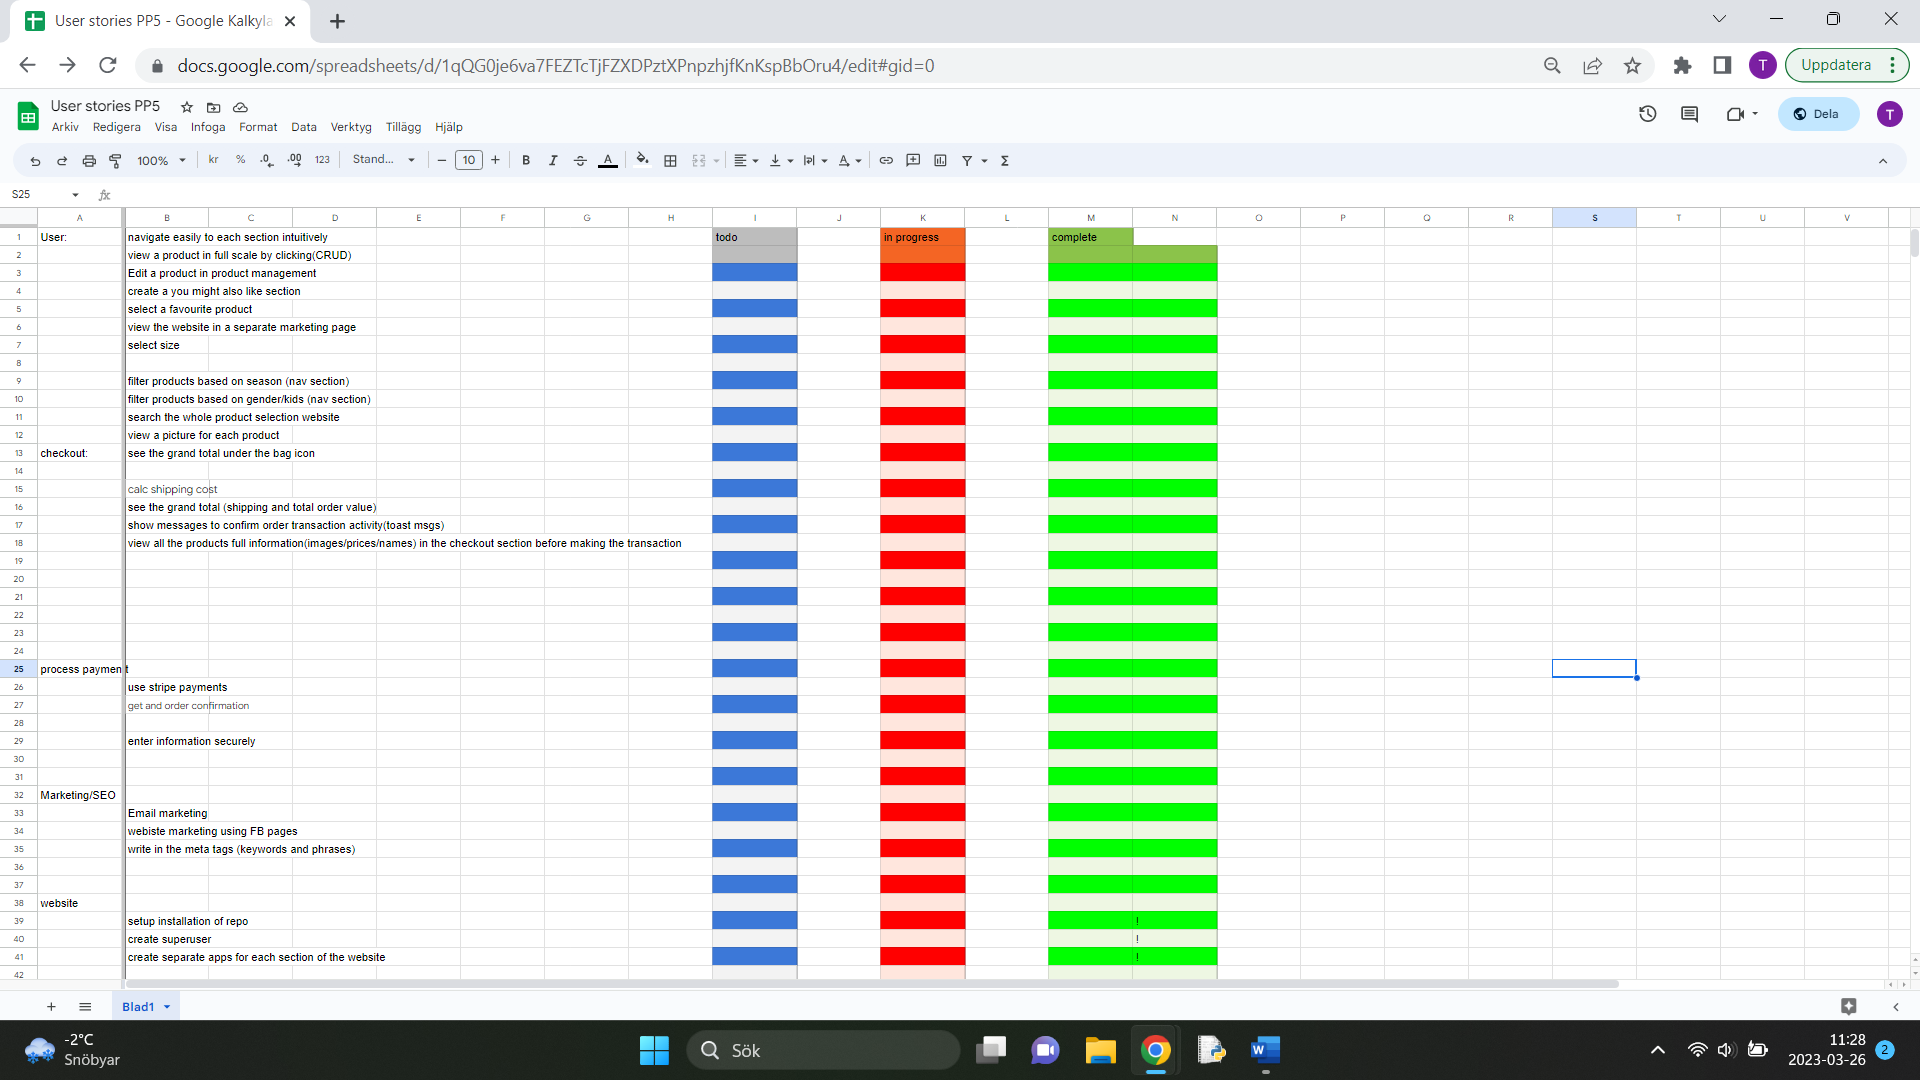 User stories PP5 - Google Kalkyla
docs.google.com/spreadsheets/d/1qQG0je6va7FEZTcTjFZXDPztXPnpzhjfKnKspBbOru4/edit#gid=0
T
Uppdatera
User stories PP5
Arkiv Redigera Visa Infoga Format Data Verktyg Tillägg Hjälp
Dela
T
100% kr % .0 .00 123 Stand... 10 B I A Σ
S25 fx
A B C D E F G H I J K L M N O P Q R S T U V
1 User: navigate easily to each section intuitively todo in progress complete
2 view a product in full scale by clicking(CRUD)
3 Edit a product in product management
4 create a you might also like section
5 select a favourite product
6 view the website in a separate marketing page
7 select size
8
9 filter products based on season (nav section)
10 filter products based on gender/kids (nav section)
11 search the whole product selection website
12 view a picture for each product
13 checkout: see the grand total under the bag icon
14
15 calc shipping cost
16 see the grand total (shipping and total order value)
17 show messages to confirm order transaction activity(toast msgs)
18 view all the products full information(images/prices/names) in the checkout section before making the transaction
19
20
21
22
23
24
25 process payment
26 use stripe payments
27 get and order confirmation
28
29 enter information securely
30
31
32 Marketing/SEO
33 Email marketing
34 webiste marketing using FB pages
35 write in the meta tags (keywords and phrases)
36
37
38 website
39 setup installation of repo !
40 create superuser !
41 create separate apps for each section of the website !
42
Blad1
-2°C
Snöbyar
Sök
W
11:28
2023-03-26
2